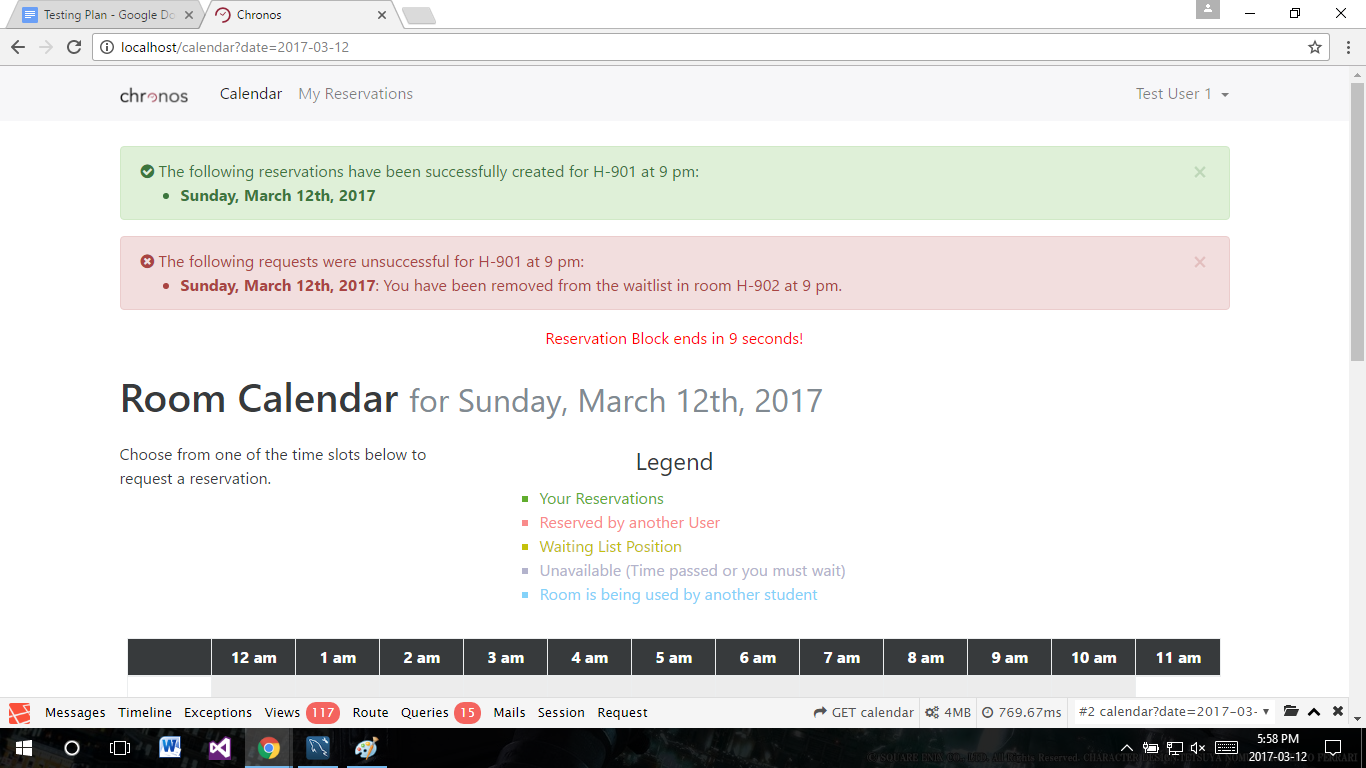 Testing Plan - Google Do
Chronos
localhost/calendar?date=2017-03-12
chronos
Calendar
My Reservations
Test User 1
The following reservations have been successfully created for H-901 at 9 pm:
Sunday, March 12th, 2017
×
The following requests were unsuccessful for H-901 at 9 pm:
Sunday, March 12th, 2017: You have been removed from the waitlist in room H-902 at 9 pm.
×
Reservation Block ends in 9 seconds!
Room Calendar for Sunday, March 12th, 2017
Choose from one of the time slots below to
request a reservation.
Legend
Your Reservations
Reserved by another User
Waiting List Position
Unavailable (Time passed or you must wait)
Room is being used by another student
12 am 1 am 2 am 3 am 4 am 5 am 6 am 7 am 8 am 9 am 10 am 11 am
Messages Timeline Exceptions Views 117 Route Queries 15 Mails Session Request GET calendar 4MB 769.67ms #2 calendar?date=2017-03-
5:58 PM
2017-03-12